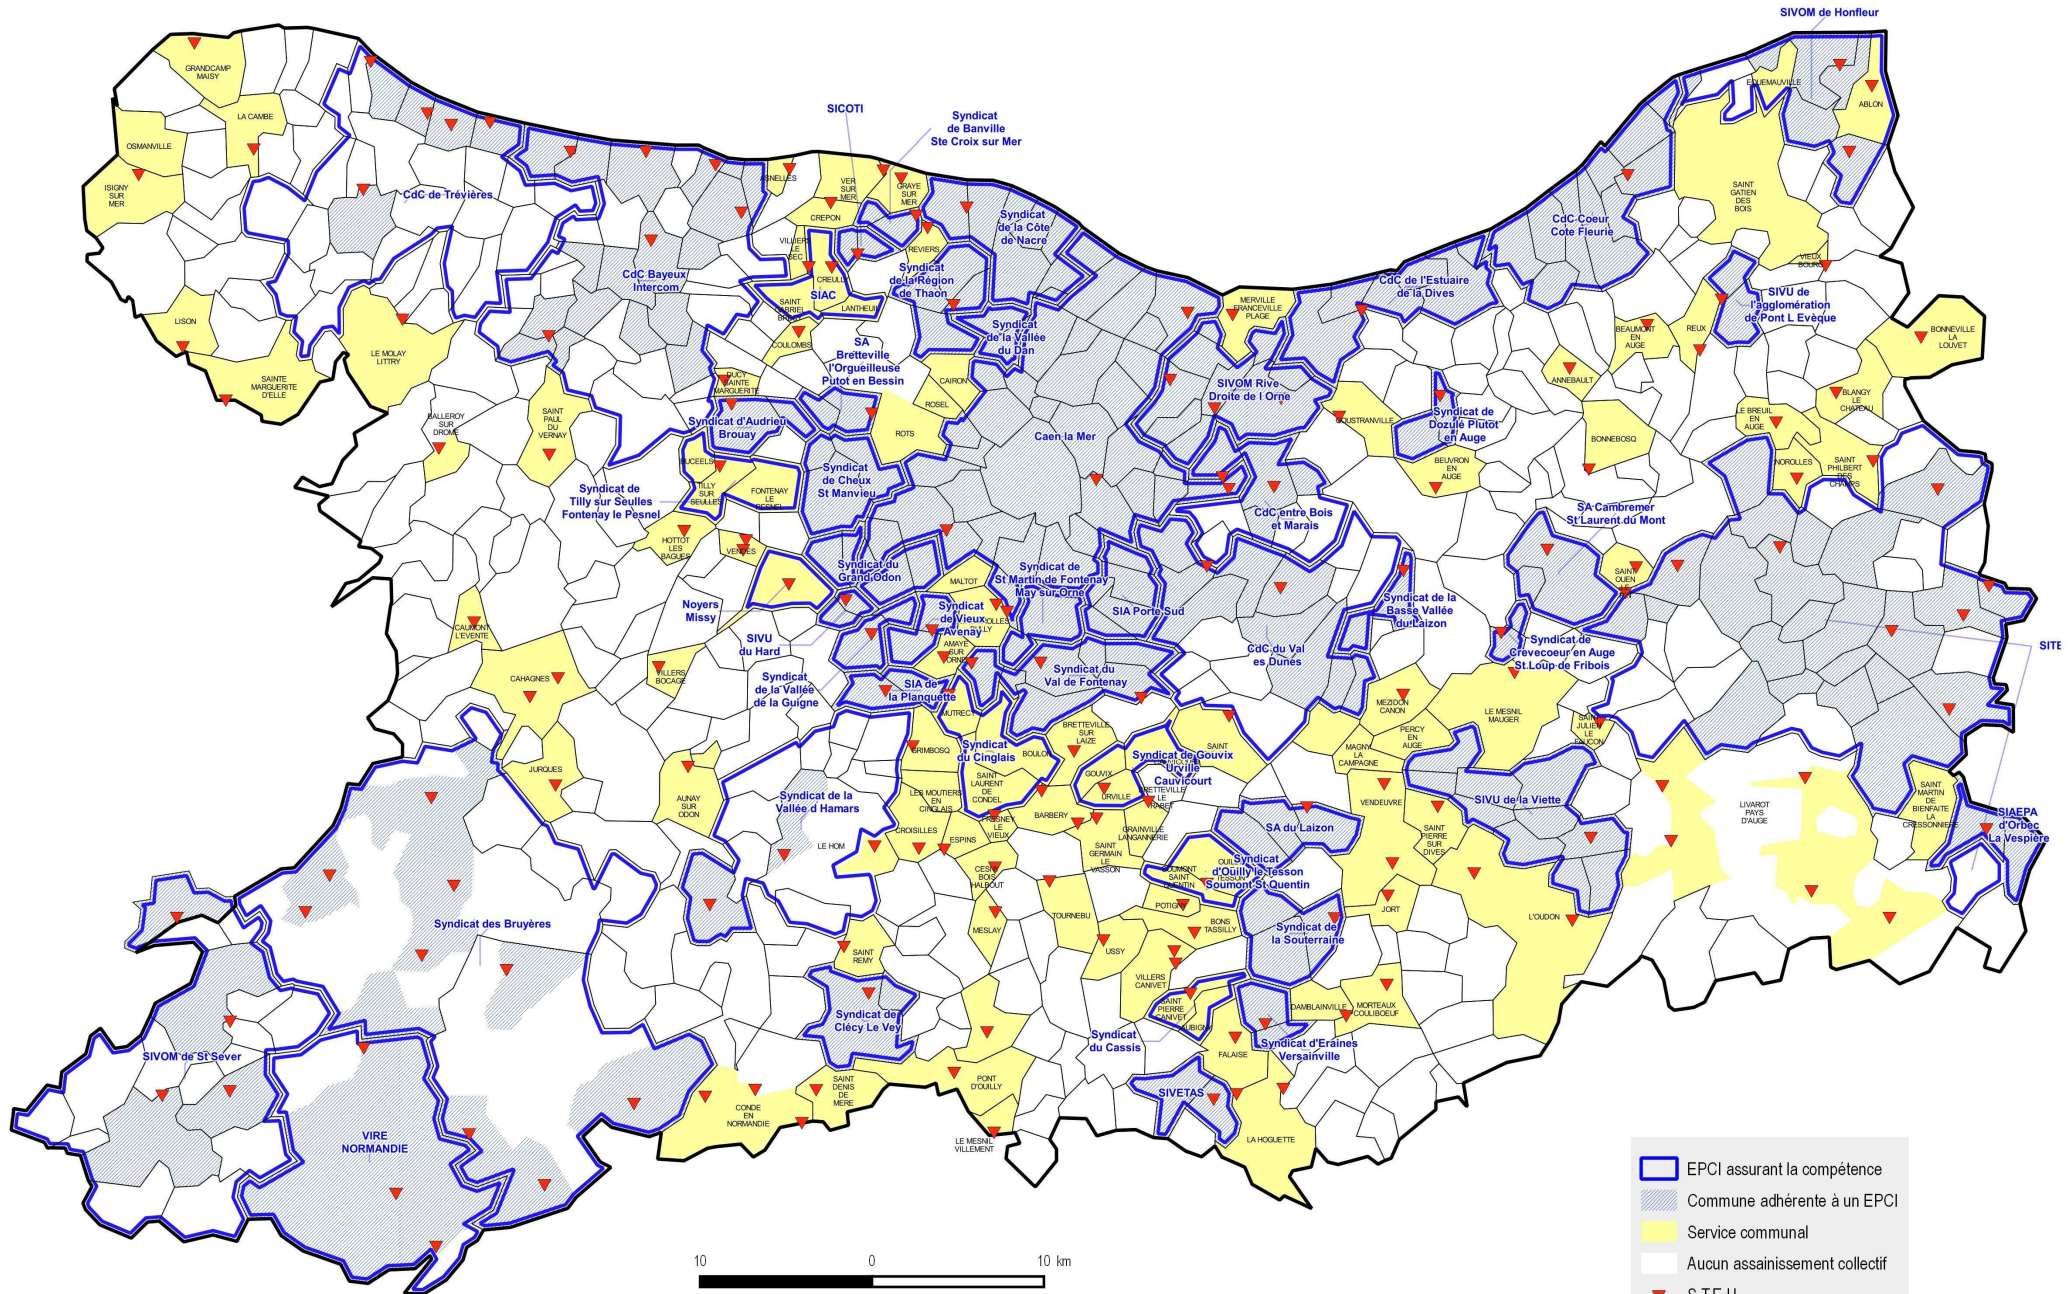 SIVOM de Honfleur
GRANDCAMP
MAISY
LA CAMBE
OSMANVILLE
ISIGNY
SUR
MER
CdC de Trévières
LISON
SAINTE
MARGUERITE
D'ELLE
LE MOLAY
LITTRY
SICOTI
Syndicat
de Banville
Ste Croix sur Mer
ASNELLES
VER
SUR
MER
GRAYE
SUR
MER
CREPON
VILLIERS
LE
SEC
REVIERS
CREULLY
SIAC
LANTHEUIL
SAINT
GABRIEL
COULOMBS
CdC Bayeux
Intercom
Syndicat
de la Côte
de Nacre
Syndicat
de la Région
de Thaon
Syndicat
de la Vallée
du Dan
SA
Bretteville
l'Orgueilleuse
Putot en Bessin
CAIRON
ROSEL
ROTS
DUCY
SAINTE
MARGUERITE
Syndicat d'Audrieu
Brouay
BALLEROY
SUR
DROME
SAINT
PAUL
DU
VERNAY
BUCEELS
TILLY
SUR
SEULLES
FONTENAY
LE
PESNEL
Syndicat de
Tilly sur Seulles
Fontenay le Pesnel
Syndicat
de Cheux
St Manvieu
HOTTOT
LES
BAGUES
VENDES
Caen la Mer
MERVILLE
FRANCEVILLE
PLAGE
SIVOM Rive
Droite de l Orne
CdC de l'Estuaire
de la Dives
CdC Coeur
Cote Fleurie
EQUEMAUVILLE
ABLON
SAINT
GATIEN
DES
BOIS
VIEUX
BOURG
SIVU de
l'agglomération
de Pont L Evèque
BEAUMONT
EN
AUGE
REUX
BONNEVILLE
LA
LOUVET
ANNEBAULT
BLANGY
LE
CHATEAU
LE BREUIL
EN
AUGE
GOUSTRANVILLE
Syndicat de
Dozulé Plutot
en Auge
BONNEBOSQ
BEUVRON
EN
AUGE
NOROLLES
SAINT
PHILBERT
DES
CHAMPS
CdC entre Bois
et Marais
SA Cambremer
St Laurent du Mont
SAINT
OUEN
LE
Syndicat du
Grand Odon
MALTOT
Syndicat de
St Martin de Fontenay
May sur Orne
SIA Porte Sud
Noyers
Missy
SIVU
du Hard
Syndicat
de Vieux
Avenay
AMAYE
SUR
ORNE
Syndicat de la
Basse Vallée
du Laizon
Syndicat de
Crevecoeur en Auge
St Loup de Fribois
SITE
CAUMONT
L'EVENTE
CAHAGNES
VILLERS
BOCAGE
Syndicat
de la Vallée
de la Guigne
SIA de
la Planquette
Syndicat du
Val de Fontenay
CdC du Val
es Dunes
MUTRECY
GRIMBOSQ
Syndicat
du Cinglais
BOULON
BRETTEVILLE
SUR
LAIZE
Syndicat de Gouvix
Urville
Cauvicourt
SAINT
GOUVIX
URVILLE
BRETTEVILLE
LE
RABET
MEZIDON
CANON
LE MESNIL
MAUGER
PERCY
EN
AUGE
MAGNY
LA
CAMPAGNE
SAINT
JULIEN
LE
FAUCON
JURQUES
AUNAY
SUR
ODON
Syndicat de la
Vallée d Hamars
LE HOM
LES MOUTIERS
EN
CINGLAIS
SAINT
LAURENT
DE
CONDEL
CROISILLES
ESPINS
FRESNEY
LE
VIEUX
BARBERY
GRAINVILLE
LANGANNERIE
SAINT
GERMAIN
LE
VASSON
VENDEUVRE
SIVU de la Viette
SAINT
PIERRE
SUR
DIVES
LIVAROT
PAYS
D'AUGE
SAINT
MARTIN
DE
BIENFAITE
LA
CRESSONNIERE
SIAEPA
d'Orbec
La Vespière
SA du Laizon
Syndicat
d'Ouilly le Tesson
Soumont St Quentin
SOUMONT
SAINT
QUENTIN
CESNY
BOIS
HALBOUT
POTIGNY
JORT
L'OUDON
Syndicat des Bruyères
TOURNEBU
MESLAY
USSY
BONS
TASSILLY
Syndicat de
la Souterraine
SAINT
REMY
VILLERS
CANIVET
Syndicat de
Clécy Le Vey
SAINT
PIERRE
CANIVET
AUBIGNY
DAMBLAINVILLE
MORTEAUX
COULIBOEUF
Syndicat
du Cassis
FALAISE
Syndicat d'Eraines
Versainville
SIVOM de St Sever
SIVETAS
PONT
D'OUILLY
SAINT
DENIS
DE
MERE
CONDE
EN
NORMANDIE
VIRE
NORMANDIE
LE MESNIL
VILLEMENT
LA HOGUETTE
EPCI assurant la compétence
Commune adhérente à un EPCI
Service communal
Aucun assainissement collectif
S.T.E.U.
10 0 10 km